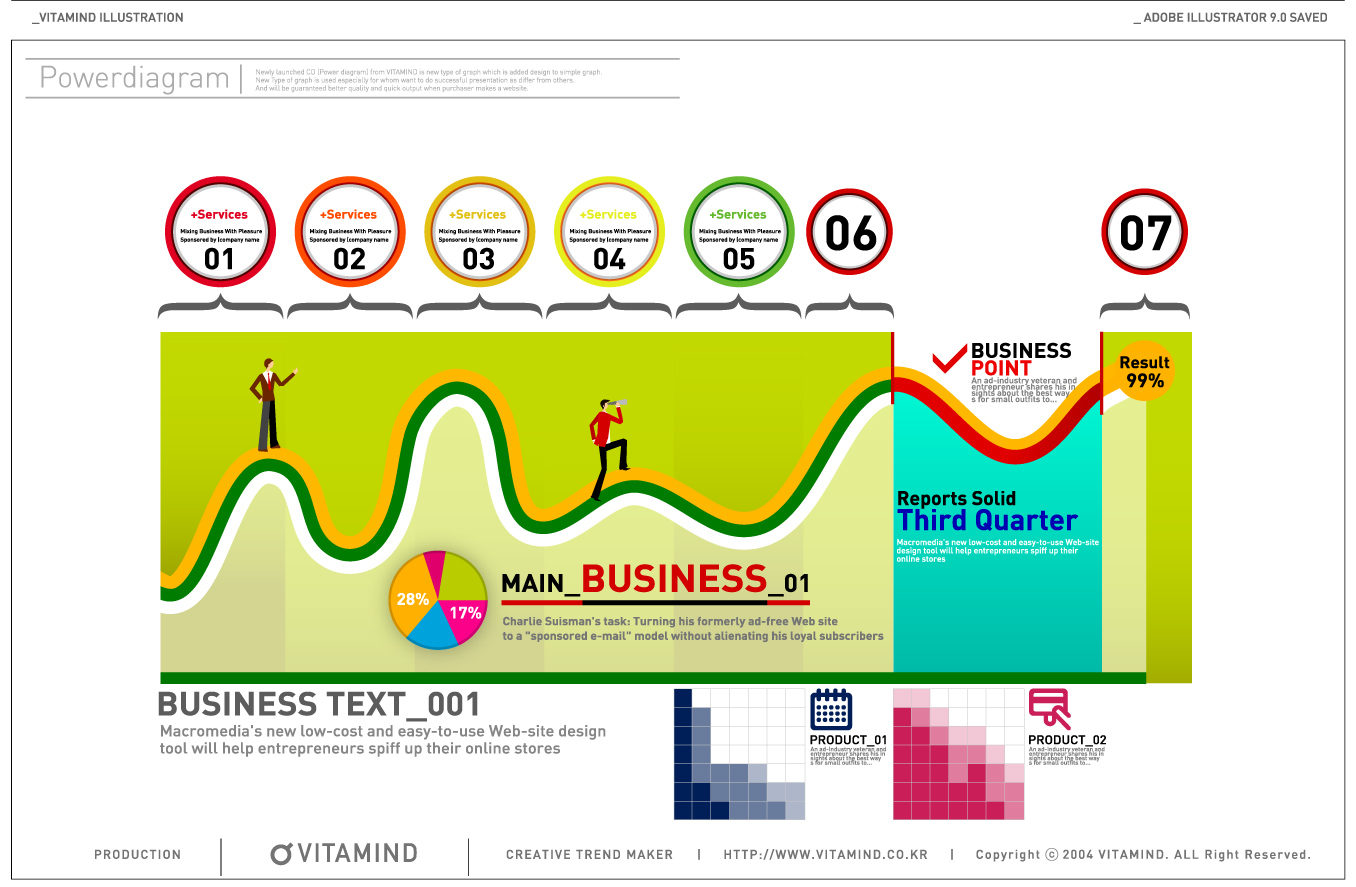 _VITAMIND ILLUSTRATION
_ ADOBE ILLUSTRATOR 9.0 SAVED
Powerdiagram
Newly launched CD (Power diagram) from VITAMIND is new type of graph which is added design to simple graph.
New Type of graph is used especially for whom want to do successful presentation as differ from others.
And will be guaranteed better quality and quick output when purchaser makes a website.
+Services
Mixing Business With Pleasure
Sponsored by (company name
01
+Services
Mixing Business With Pleasure
Sponsored by (company name
02
+Services
Mixing Business With Pleasure
Sponsored by (company name
03
+Services
Mixing Business With Pleasure
Sponsored by (company name
04
+Services
Mixing Business With Pleasure
Sponsored by (company name
05
06
07
BUSINESS
POINT
An ad-industry veteran and
entrepreneur shares his in
sights about the best way
s for small outfits to...
Result
99%
Reports Solid
Third Quarter
Macromedia's new low-cost and easy-to-use Web-site
design tool will help entrepreneurs spiff up their
online stores
28%
17%
MAIN_BUSINESS_01
Charlie Suisman's task: Turning his formerly ad-free Web site
to a "sponsored e-mail" model without alienating his loyal subscribers
BUSINESS TEXT_001
Macromedia's new low-cost and easy-to-use Web-site design
tool will help entrepreneurs spiff up their online stores
PRODUCT_01
An ad-industry veteran and
entrepreneur shares his in
sights about the best way
s for small outfits to...
PRODUCT_02
An ad-industry veteran and
entrepreneur shares his in
sights about the best way
s for small outfits to...
PRODUCTION
VITAMIND
CREATIVE TREND MAKER | HTTP://WWW.VITAMIND.CO.KR | Copyright ⓒ 2004 VITAMIND. ALL Right Reserved.